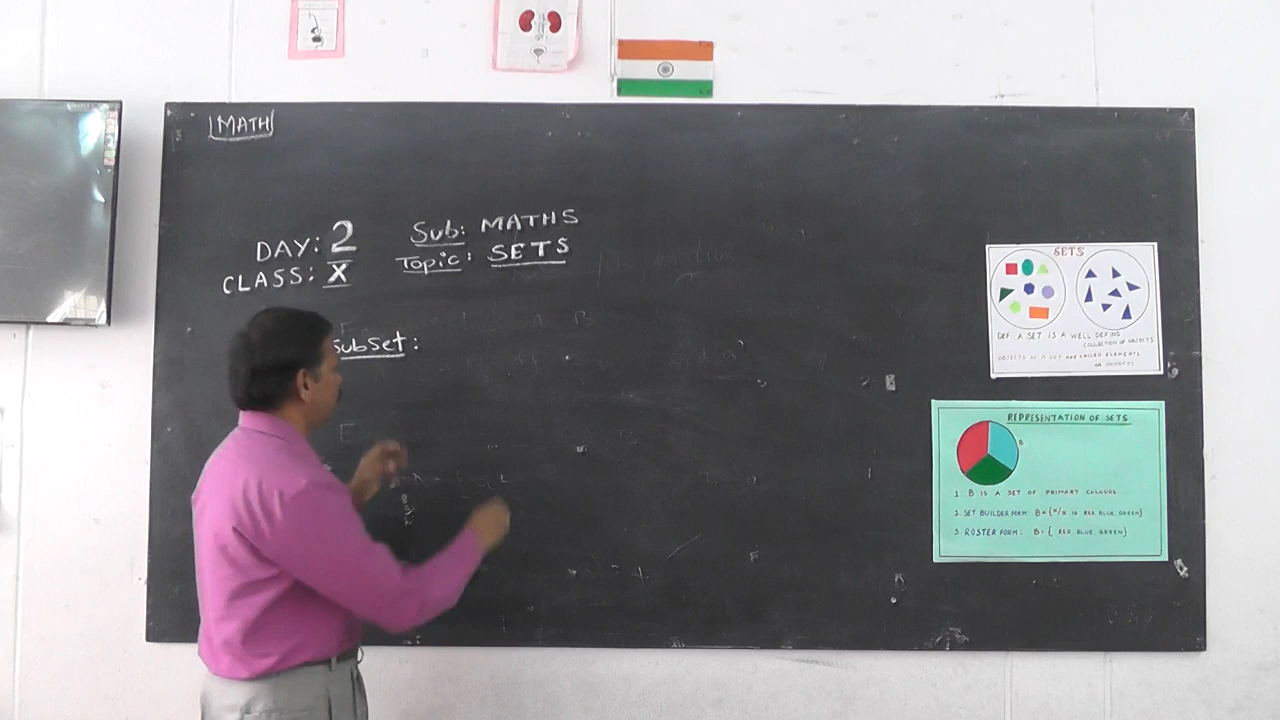 MATH
DAY: 2
CLASS: X
Sub: MATHS
Topic: SETS
SubSet:
SETS
DEF: A SET IS A WELL DEFIND
COLLECTION OF OBJECTS
OBJECTS OF A SET ARE CALLED ELEMENTS
OR MEMBERS
REPRESENTATION OF SETS
B
1. B IS A SET OF PRIMARY COLOURS
2. SET BUILDER FORM: B={x/x IS RED, BLUE, GREEN}
3. ROSTER FORM: B={ RED, BLUE, GREEN}